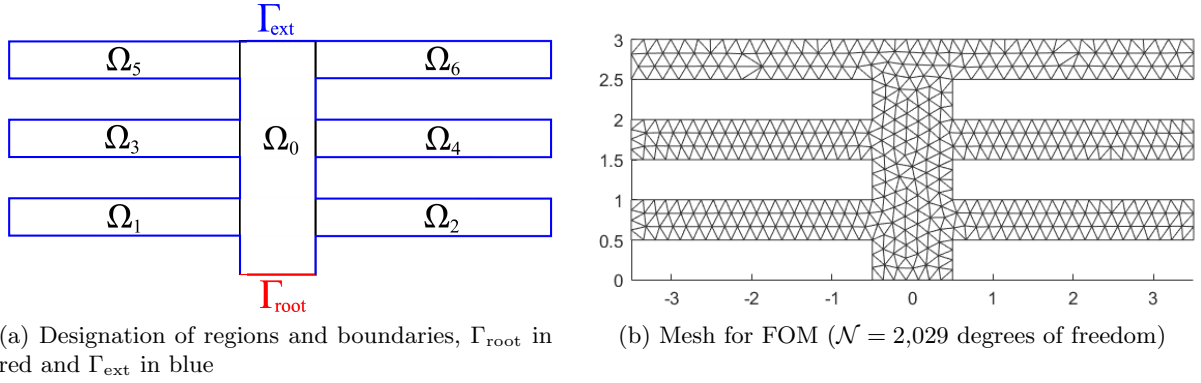 Γext
Ω5 Ω6
Ω3 Ω0 Ω4
Ω1 Ω2
Γroot
(a) Designation of regions and boundaries, Γroot in
red and Γext in blue
3
2.5
2
1.5
1
0.5
0
-3 -2 -1 0 1 2 3
(b) Mesh for FOM (𝒩 = 2,029 degrees of freedom)